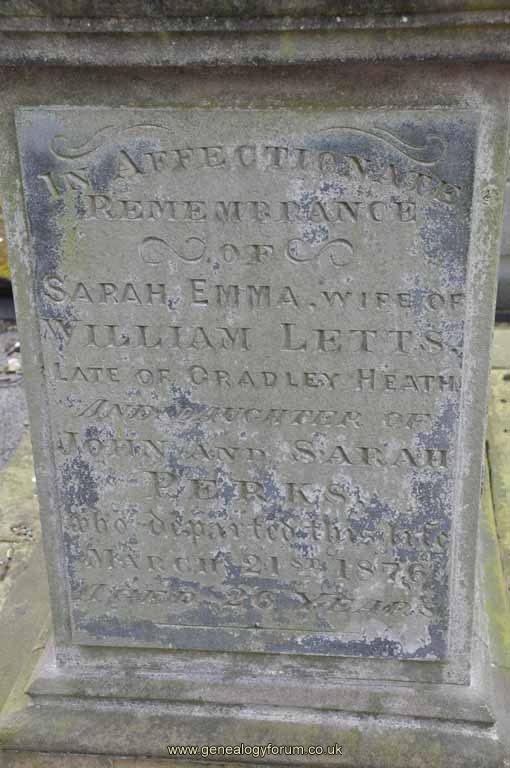 IN AFFECTIONATE
REMEMBRANCE
OF
SARAH EMMA, WIFE OF
WILLIAM LETTS,
LATE OF CRADLEY HEATH,
AND DAUGHTER OF
JOHN AND SARAH
PERKS,
who departed this life
MARCH 21ST 1876
AGED 26 YEARS
www.genealogyforum.co.uk